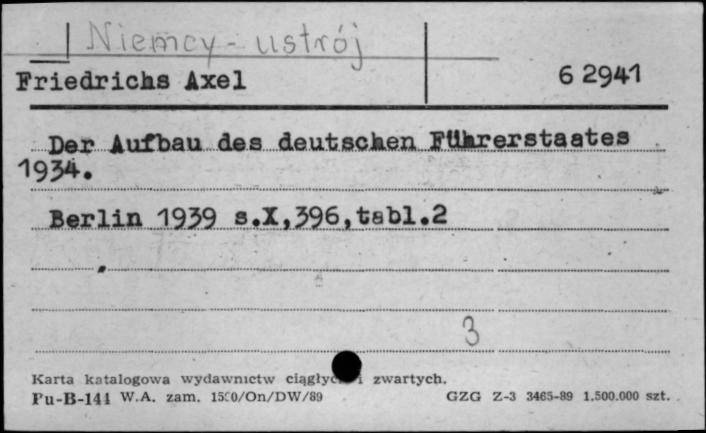 Niemcy - ustrój
Friedrichs Axel 6 2941
Der Aufbau des deutschen Führerstaates
1934.
Berlin 1939 s.X,396,tabl.2
3
Karta katalogowa wydawnictw ciągłych i zwartych.
Pu-B-144 W.A. zam. 1500/On/DW/89 GZG Z-3 3465-89 1.500.000 szt.